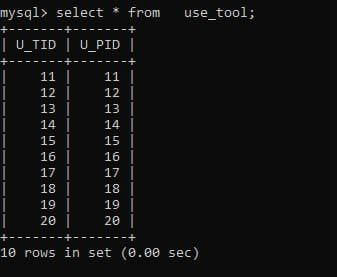 mysql> select * from   use_tool;
+-------+-------+
| U_TID | U_PID |
+-------+-------+
|    11 |    11 |
|    12 |    12 |
|    13 |    13 |
|    14 |    14 |
|    15 |    15 |
|    16 |    16 |
|    17 |    17 |
|    18 |    18 |
|    19 |    19 |
|    20 |    20 |
+-------+-------+
10 rows in set (0.00 sec)